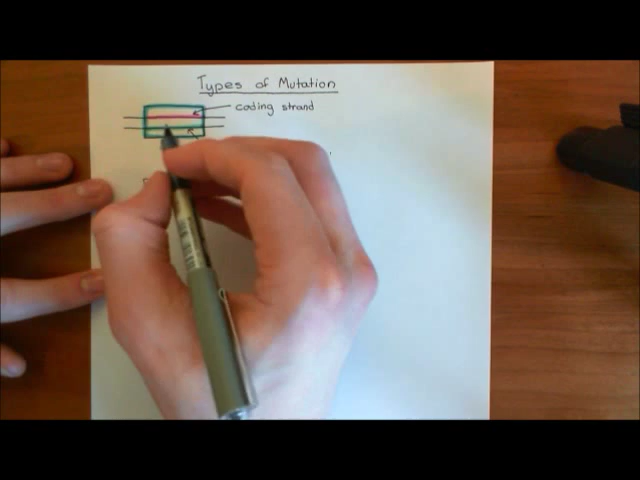 Types of Mutation
coding strand